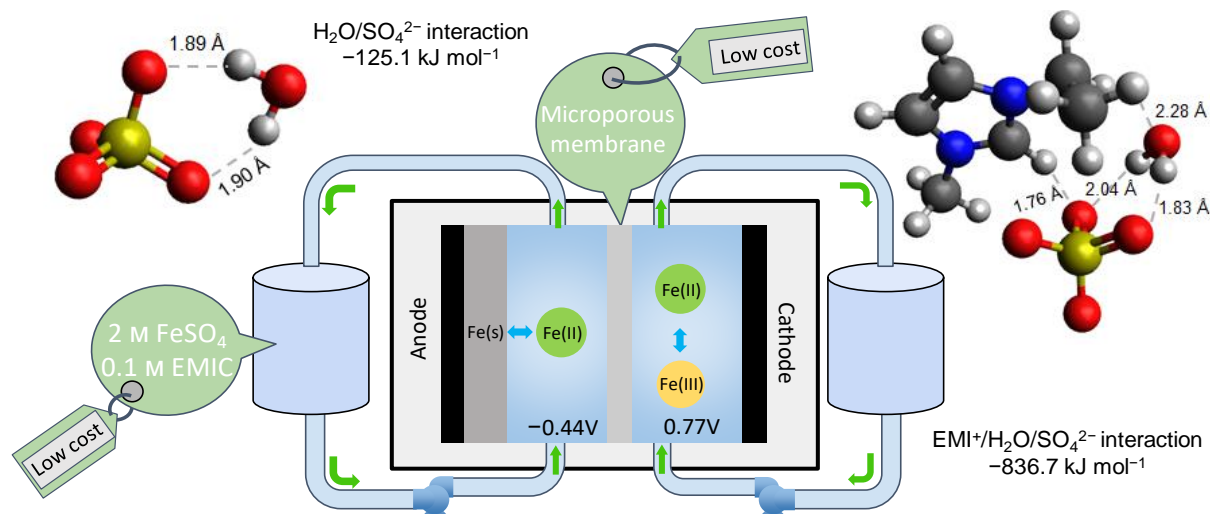 H₂O/SO₄²⁻ interaction
−125.1 kJ mol⁻¹
1.89 Å
1.90 Å
Low cost
Microporous
membrane
2.28 Å
1.76 Å
2.04 Å
1.83 Å
2 M FeSO₄
0.1 M EMIC
Low cost
Anode
Fe(s)
Fe(II)
−0.44V
Fe(II)
Fe(III)
0.77V
Cathode
EMI⁺/H₂O/SO₄²⁻ interaction
−836.7 kJ mol⁻¹